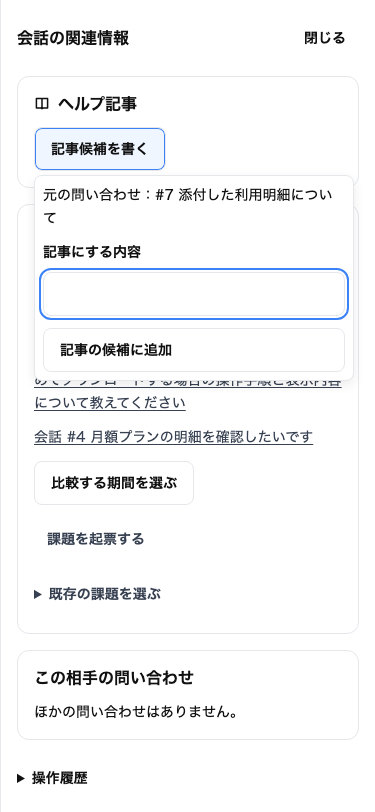 会話の関連情報
閉じる
ヘルプ記事
記事候補を書く
元の問い合わせ：#7 添付した利用明細につい
て
記事にする内容
記事の候補に追加
について教えてください
会話 #4 月額プランの明細を確認したいです
比較する期間を選ぶ
課題を起票する
▶ 既存の課題を選ぶ
この相手の問い合わせ
ほかの問い合わせはありません。
▶ 操作履歴